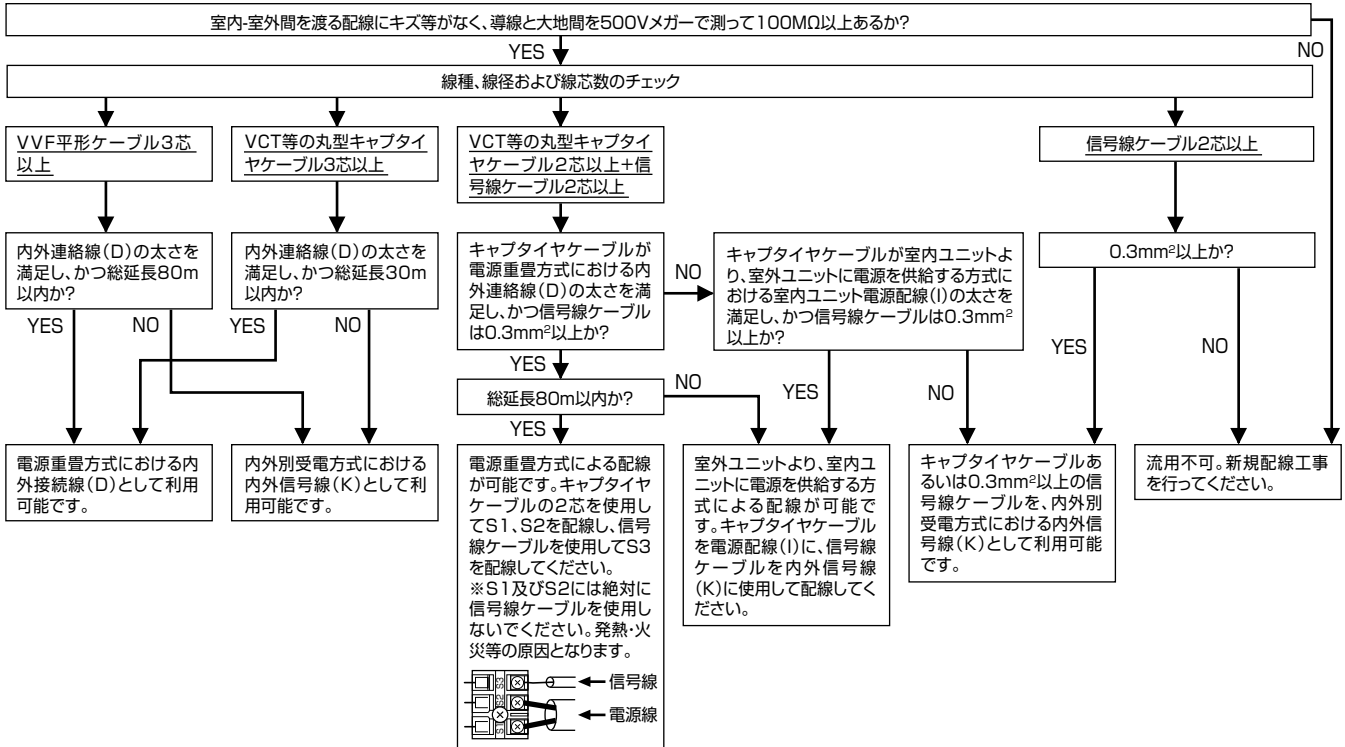 室内-室外間を渡る配線にキズ等がなく、導線と大地間を500Vメガーで測って100MΩ以上あるか?
YES
NO
線種、線径および線芯数のチェック
VVF平形ケーブル3芯
以上
VCT等の丸型キャブタイ
ヤケーブル3芯以上
VCT等の丸型キャプタイ
ヤケーブル2芯以上+信
号線ケーブル2芯以上
信号線ケーブル2芯以上
内外連絡線(D)の太さを
満足し、かつ総延長80m
以内か?
内外連絡線(D)の太さを
満足し、かつ総延長30m
以内か?
キャプタイヤケーブルが
電源重畳方式における内
外連絡線(D)の太さを満
足し、かつ信号線ケーブル
は0.3mm²以上か?
NO
キャプタイヤケーブルが室内ユニットよ
り、室外ユニットに電源を供給する方式に
おける室内ユニット電源配線(I)の太さを
満足し、かつ信号線ケーブルは0.3mm²
以上か?
0.3mm²以上か?
YES
NO
YES
NO
YES
総延長80m以内か?
NO
YES
NO
YES
NO
YES
電源重畳方式における内
外接続線(D)として利用
可能です。
内外別受電方式における
内外信号線(K)として利
用可能です。
電源重畳方式による配線
が可能です。キャプタイヤ
ケーブルの2芯を使用し
てS1、S2を配線し、信号
線ケーブルを使用してS3
を配線してください。
※S1及びS2には絶対に
信号線ケーブルを使用し
ないでください。発熱・火
災等の原因となります。
S3
S2
S1
信号線
電源線
室外ユニットより、室内ユ
ニットに電源を供給する方
式による配線が可能で
す。キャプタイヤケーブル
を電源配線(I)に、信号線
ケーブルを内外信号線
(K)に使用して配線してく
ださい。
キャプタイヤケーブルあ
るいは0.3mm²以上の信
号線ケーブルを、内外別
受電方式における内外信
号線(K)として利用可能
です。
流用不可。新規配線工事
を行ってください。